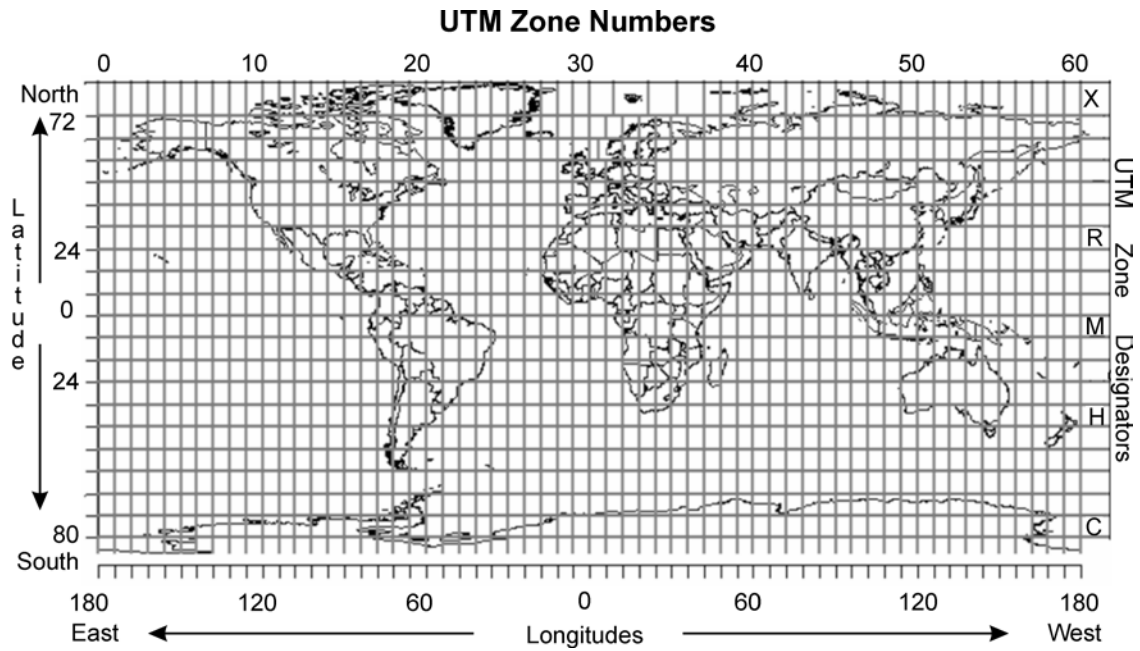 UTM Zone Numbers
0 10 20 30 40 50 60
North
X
72
UTM Zone Designators
Latitude
R
24
0
M
24
H
80
C
South
180 120 60 0 60 120 180
East Longitudes West